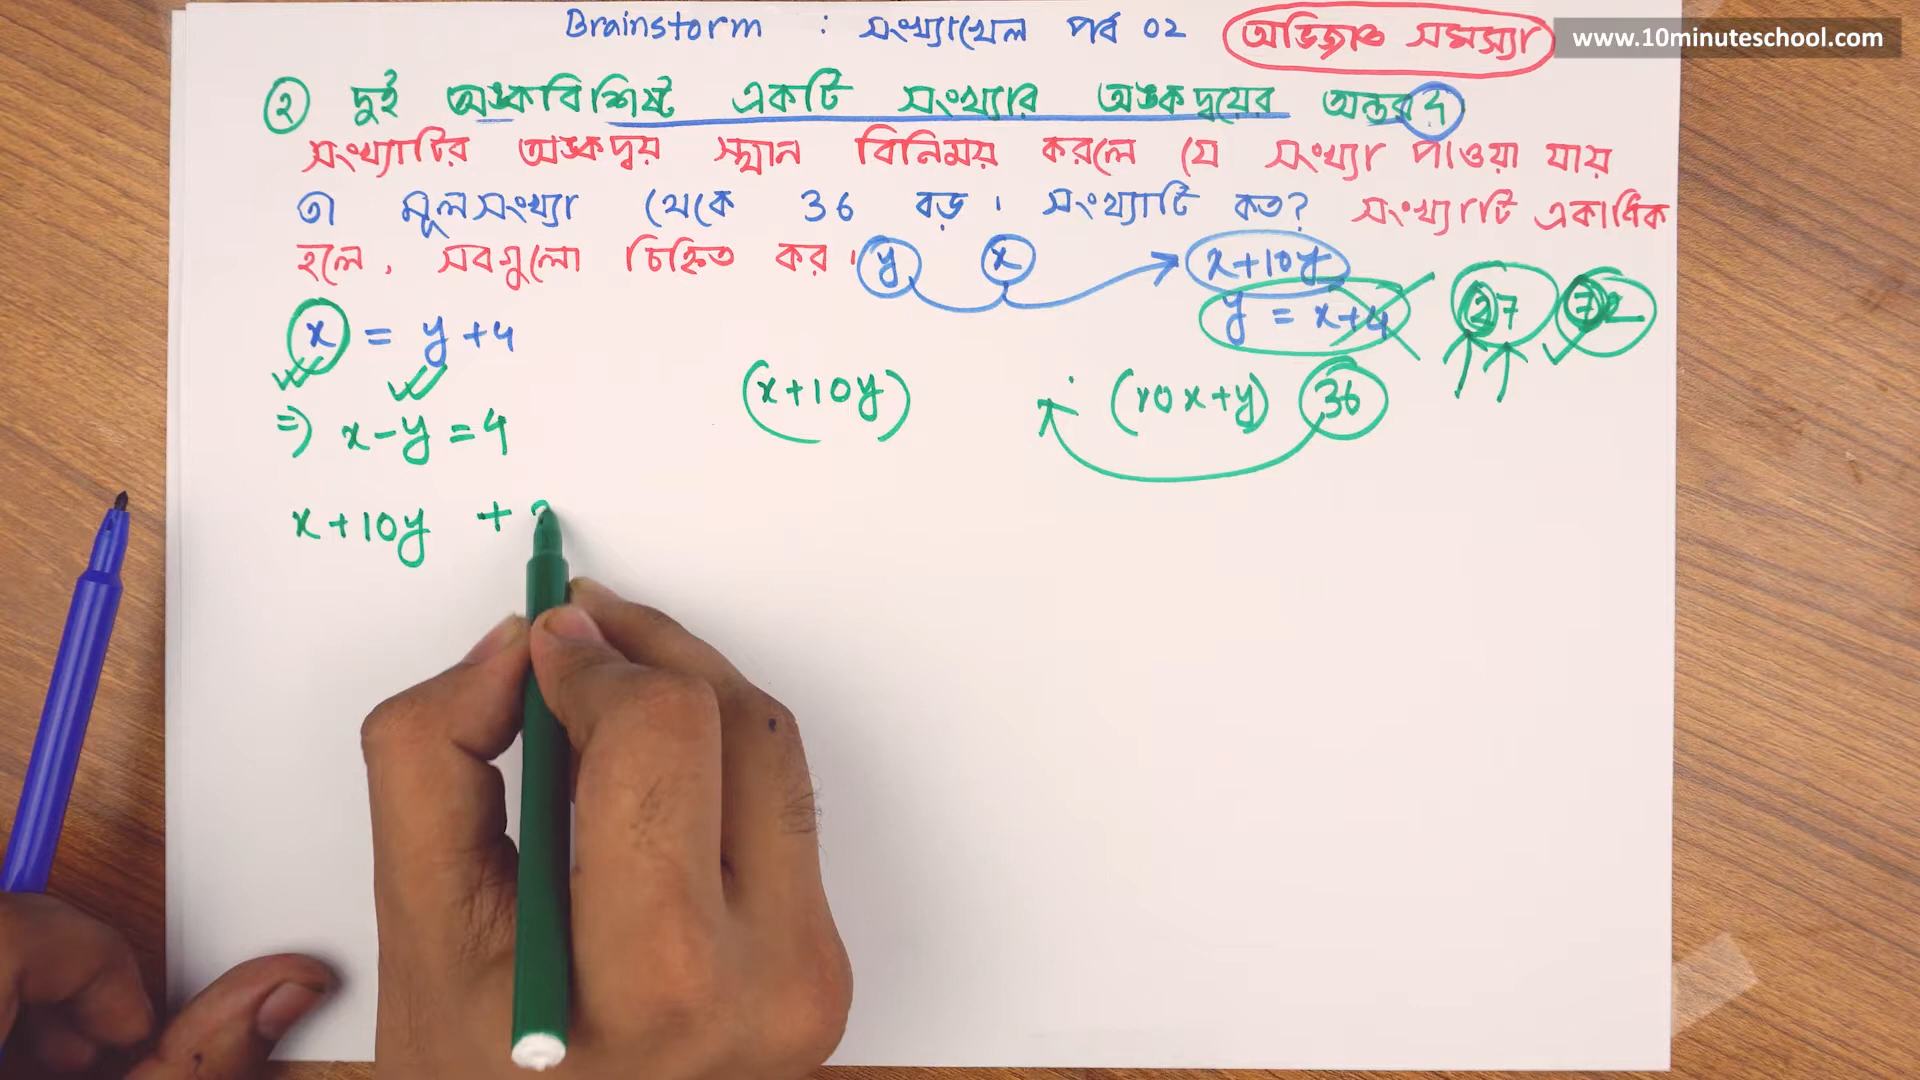 Brainstorm : সংখ্যাখেল পর্ব 02 অভিজাত সমস্যা
www.10minuteschool.com
② দুই অঙ্কবিশিষ্ট একটি সংখ্যার অঙ্কদ্বয়ের অন্তর 4
সংখ্যাটির অঙ্কদ্বয় স্থান বিনিময় করলে যে সংখ্যা পাওয়া যায়
তা মূলসংখ্যা থেকে 36 বড়। সংখ্যাটি কত? সংখ্যাটি একাধিক
হলে, সবগুলো চিহ্নিত কর। y x x+10y
x = y+4 y = x+4 27 72
(x+10y) (10x+y) 36
=) x-y=4
x+10y +